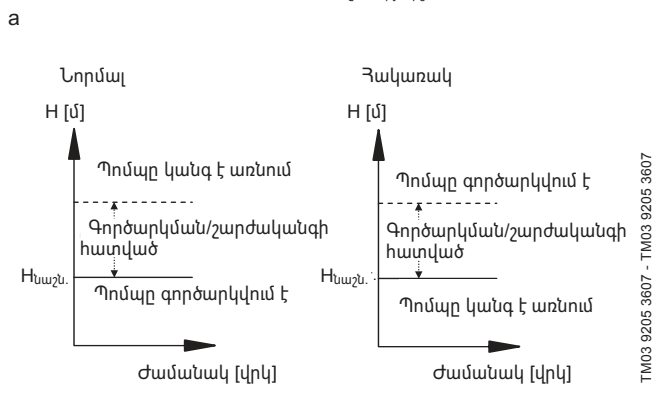 a
Նորմալ
H [մ]
Պոմպը կանգ է առնում
Գործարկման/շարժականգի
հատված
Hնաշն.
Պոմպը գործարկվում է
Ժամանակ [վրկ]
Հակառակ
H [մ]
Պոմպը գործարկվում է
Գործարկման/շարժականգի
հատված
Hնաշն.
Պոմպը կանգ է առնում
Ժամանակ [վրկ]
TM03 9205 3607 - TM03 9205 3607